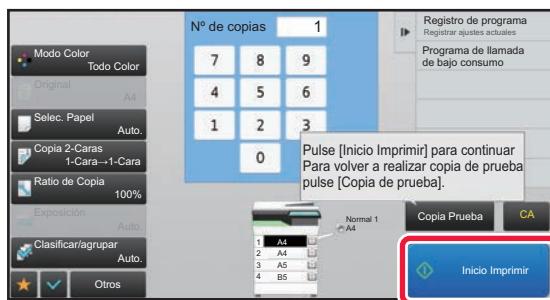 Nº de copias 1
Modo Color
Todo Color
Original
A4
Selec. Papel
Auto.
Copia 2-Caras
1-Cara→1-Cara
Ratio de Copia
100%
Exposición
Auto.
Clasificar/agrupar
Auto.
Otros
7 8 9
4 5 6
1 2 3
0
Pulse [Inicio Imprimir] para continuar
Para volver a realizar copia de prueba
pulse [Copia de prueba].
Normal 1
A4
1 A4
2 A4
3 A5
4 B5
Registro de programa
Registrar ajustes actuales
Programa de llamada
de bajo consumo
Copia Prueba
CA
Inicio Imprimir